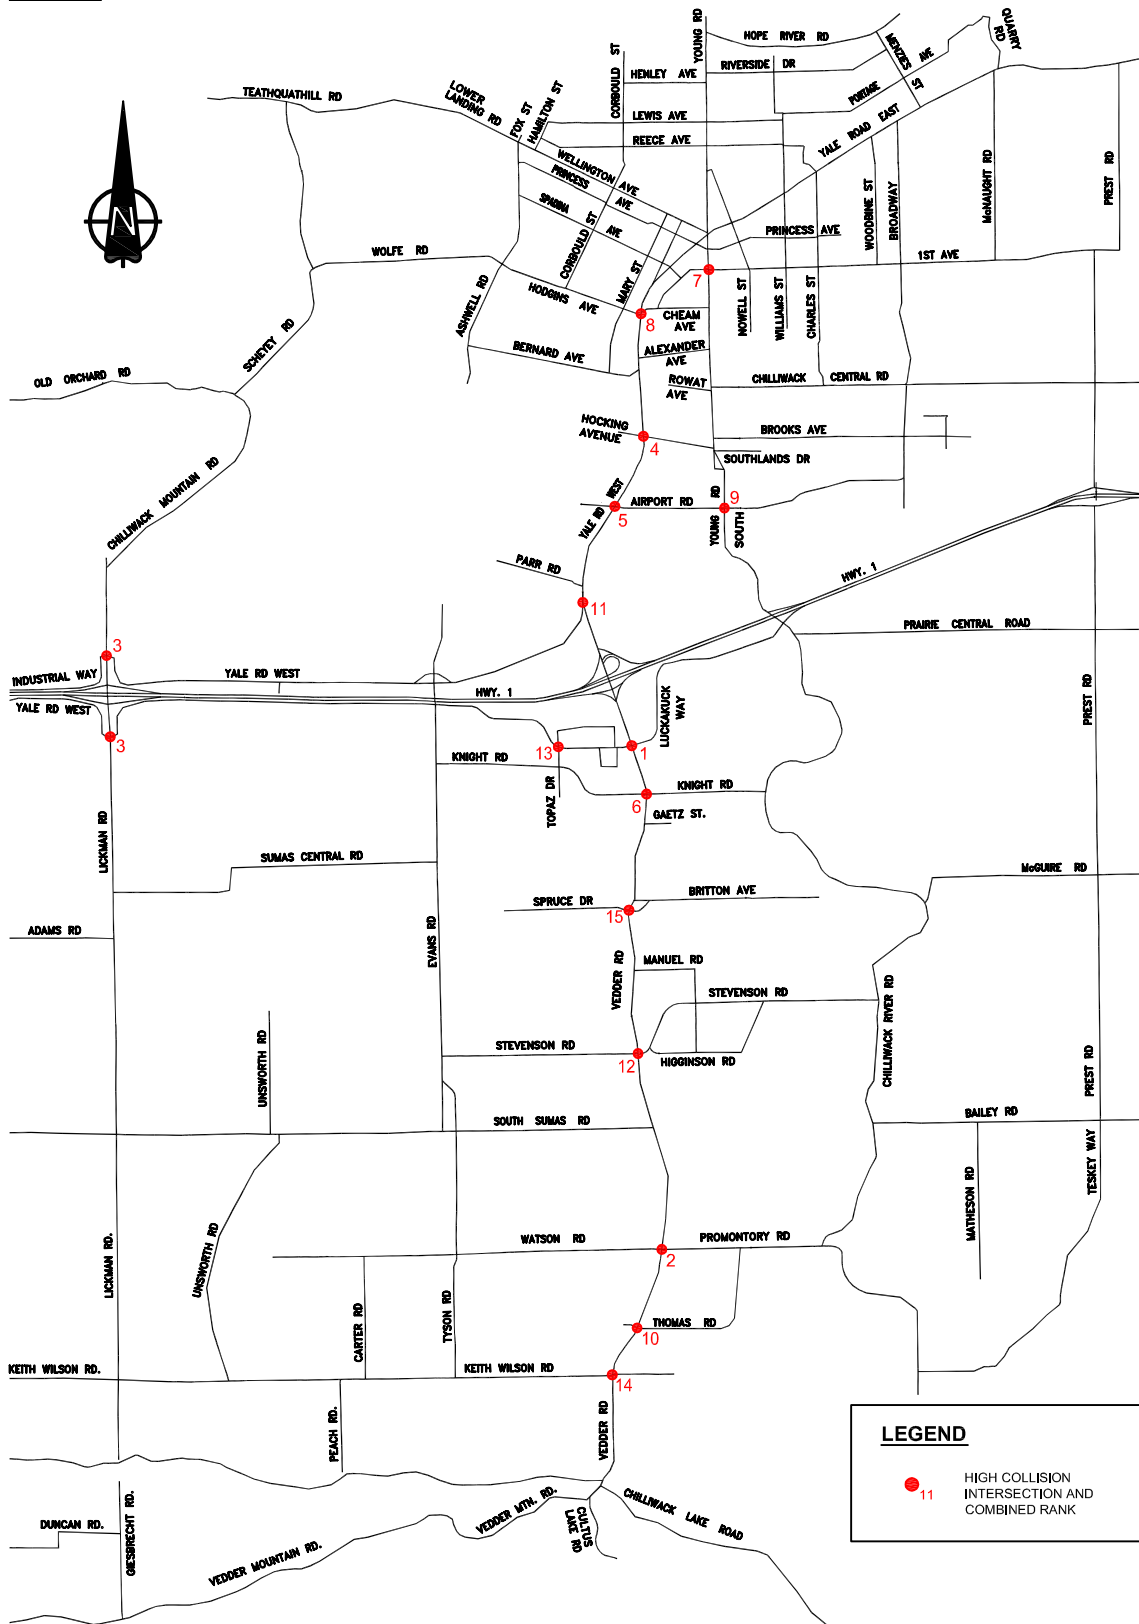 QUARRY
RD
YOUNG RD
HOPE RIVER RD
MENZIES ST
AVE
PORTAGE
CORBOULD ST
RIVERSIDE DR
HENLEY AVE
TEATHQUATHILL RD
LOWER
LANDING RD
FOX ST
HAMILTON ST
LEWIS AVE
REECE AVE
YALE ROAD EAST
WELLINGTON AVE
PRINCESS AVE
SPADINA AVE
McNAUGHT RD
PREST RD
WOODBINE ST
BROADWAY
CORBOULD ST
PRINCESS AVE
N
WOLFE RD
1ST AVE
MARY ST
7
ASHWELL RD
HODGINS AVE
NOWELL ST
WILLIAMS ST
CHARLES ST
8
CHEAM
AVE
SCHEYEY RD
BERNARD AVE
ALEXANDER
AVE
OLD ORCHARD RD
ROWAT
AVE
CHILLIWACK CENTRAL RD
HOCKING
AVENUE
4
BROOKS AVE
SOUTHLANDS DR
CHILLIWACK MOUNTAIN RD
YALE RD WEST
5
AIRPORT RD
9
YOUNG RD
SOUTH
PARR RD
HWY. 1
11
PRAIRIE CENTRAL ROAD
3
INDUSTRIAL WAY
YALE RD WEST
HWY. 1
YALE RD WEST
LUCKAKUCK
WAY
PREST RD
3
13
1
KNIGHT RD
TOPAZ DR
KNIGHT RD
6
GAETZ ST.
LICKMAN RD
SUMAS CENTRAL RD
McGUIRE RD
BRITTON AVE
SPRUCE DR
15
ADAMS RD
EVANS RD
VEDDER RD
MANUEL RD
STEVENSON RD
CHILLIWACK RIVER RD
UNSWORTH RD
STEVENSON RD
12
HIGGINSON RD
PREST RD
SOUTH SUMAS RD
BAILEY RD
TESKEY WAY
MATHESON RD
UNSWORTH RD
LICKMAN RD.
WATSON RD
PROMONTORY RD
2
CARTER RD
TYSON RD
THOMAS RD
10
KEITH WILSON RD.
KEITH WILSON RD
14
PEACH RD.
VEDDER RD
LEGEND
11
HIGH COLLISION
INTERSECTION AND
COMBINED RANK
GIESBRECHT RD.
DUNCAN RD.
VEDDER MTN. RD.
CULTUS
LAKE RD
CHILLIWACK LAKE ROAD
VEDDER MOUNTAIN RD.